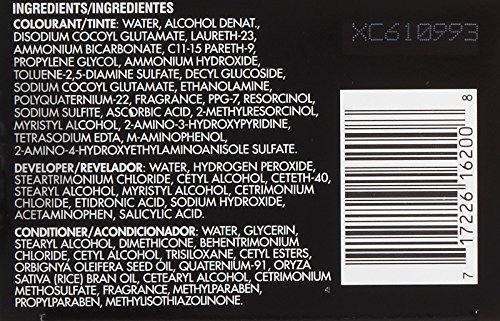 INGREDIENTS/INGREDIENTES
COLOURANT/TINTE: WATER, ALCOHOL DENAT.,
DISODIUM COCOYL GLUTAMATE, LAURETH-23,
AMMONIUM BICARBONATE, C11-15 PARETH-9,
PROPYLENE GLYCOL, AMMONIUM HYDROXIDE,
TOLUENE-2,5-DIAMINE SULFATE, DECYL GLUCOSIDE,
SODIUM COCOYL GLUTAMATE, ETHANOLAMINE,
POLYQUATERNIUM-22, FRAGRANCE, PPG-7, RESORCINOL,
SODIUM SULFITE, ASCORBIC ACID, 2-METHYLRESORCINOL,
MYRISTYL ALCOHOL, 2-AMINO-3-HYDROXYPYRIDINE,
TETRASODIUM EDTA, M-AMINOPHENOL,
2-AMINO-4-HYDROXYETHYLAMINOANISOLE SULFATE.
DEVELOPER/REVELADOR: WATER, HYDROGEN PEROXIDE,
STEARTRIMONIUM CHLORIDE, CETYL ALCOHOL, CETETH-40,
STEARYL ALCOHOL, MYRISTYL ALCOHOL, CETRIMONIUM
CHLORIDE, ETIDRONIC ACID, SODIUM HYDROXIDE,
ACETAMINOPHEN, SALICYLIC ACID.
CONDITIONER/ACONDICIONADOR: WATER, GLYCERIN,
STEARYL ALCOHOL, DIMETHICONE, BEHENTRIMONIUM
CHLORIDE, CETYL ALCOHOL, TRISILOXANE, CETYL ESTERS,
ORBIGNYA OLEIFERA SEED OIL, QUATERNIUM-91, ORYZA
SATIVA (RICE) BRAN OIL, CETEARYL ALCOHOL, CETRIMONIUM
METHOSULFATE, FRAGRANCE, METHYLPARABEN,
PROPYLPARABEN, METHYLISOTHIAZOLINONE.
XC610993
7 17226 16200 8